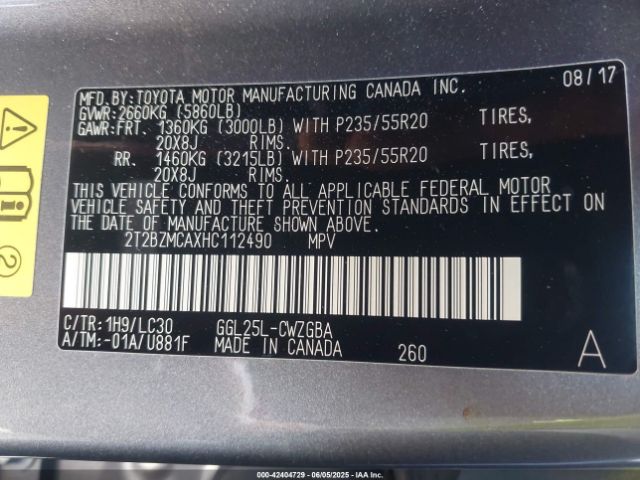 MFD. BY: TOYOTA MOTOR MANUFACTURING CANADA INC. 08/17
GVWR: 2660KG (5860LB)
GAWR: FRT. 1360KG (3000LB) WITH P235/55R20 TIRES,
20X8J RIMS.
RR. 1460KG (3215LB) WITH P235/55R20 TIRES,
20X8J RIMS.
THIS VEHICLE CONFORMS TO ALL APPLICABLE FEDERAL MOTOR
VEHICLE SAFETY AND THEFT PREVENTION STANDARDS IN EFFECT ON
THE DATE OF MANUFACTURE SHOWN ABOVE.
2T2BZMCAXHC112490 MPV
C/TR: 1H9/LC30 GGL25L-CWZGBA
A/TM: -01A/U881F MADE IN CANADA 260 A
000-42404729 - 06/05/2025 - IAA Inc.